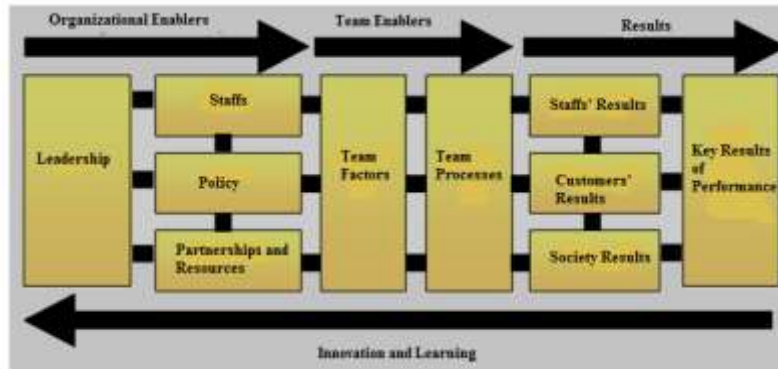 Organizational Enablers
Team Enablers
Results
Leadership
Staffs
Policy
Partnerships and
Resources
Team
Factors
Team
Processes
Staffs' Results
Customers'
Results
Society Results
Key Results
of
Performance
Innovation and Learning